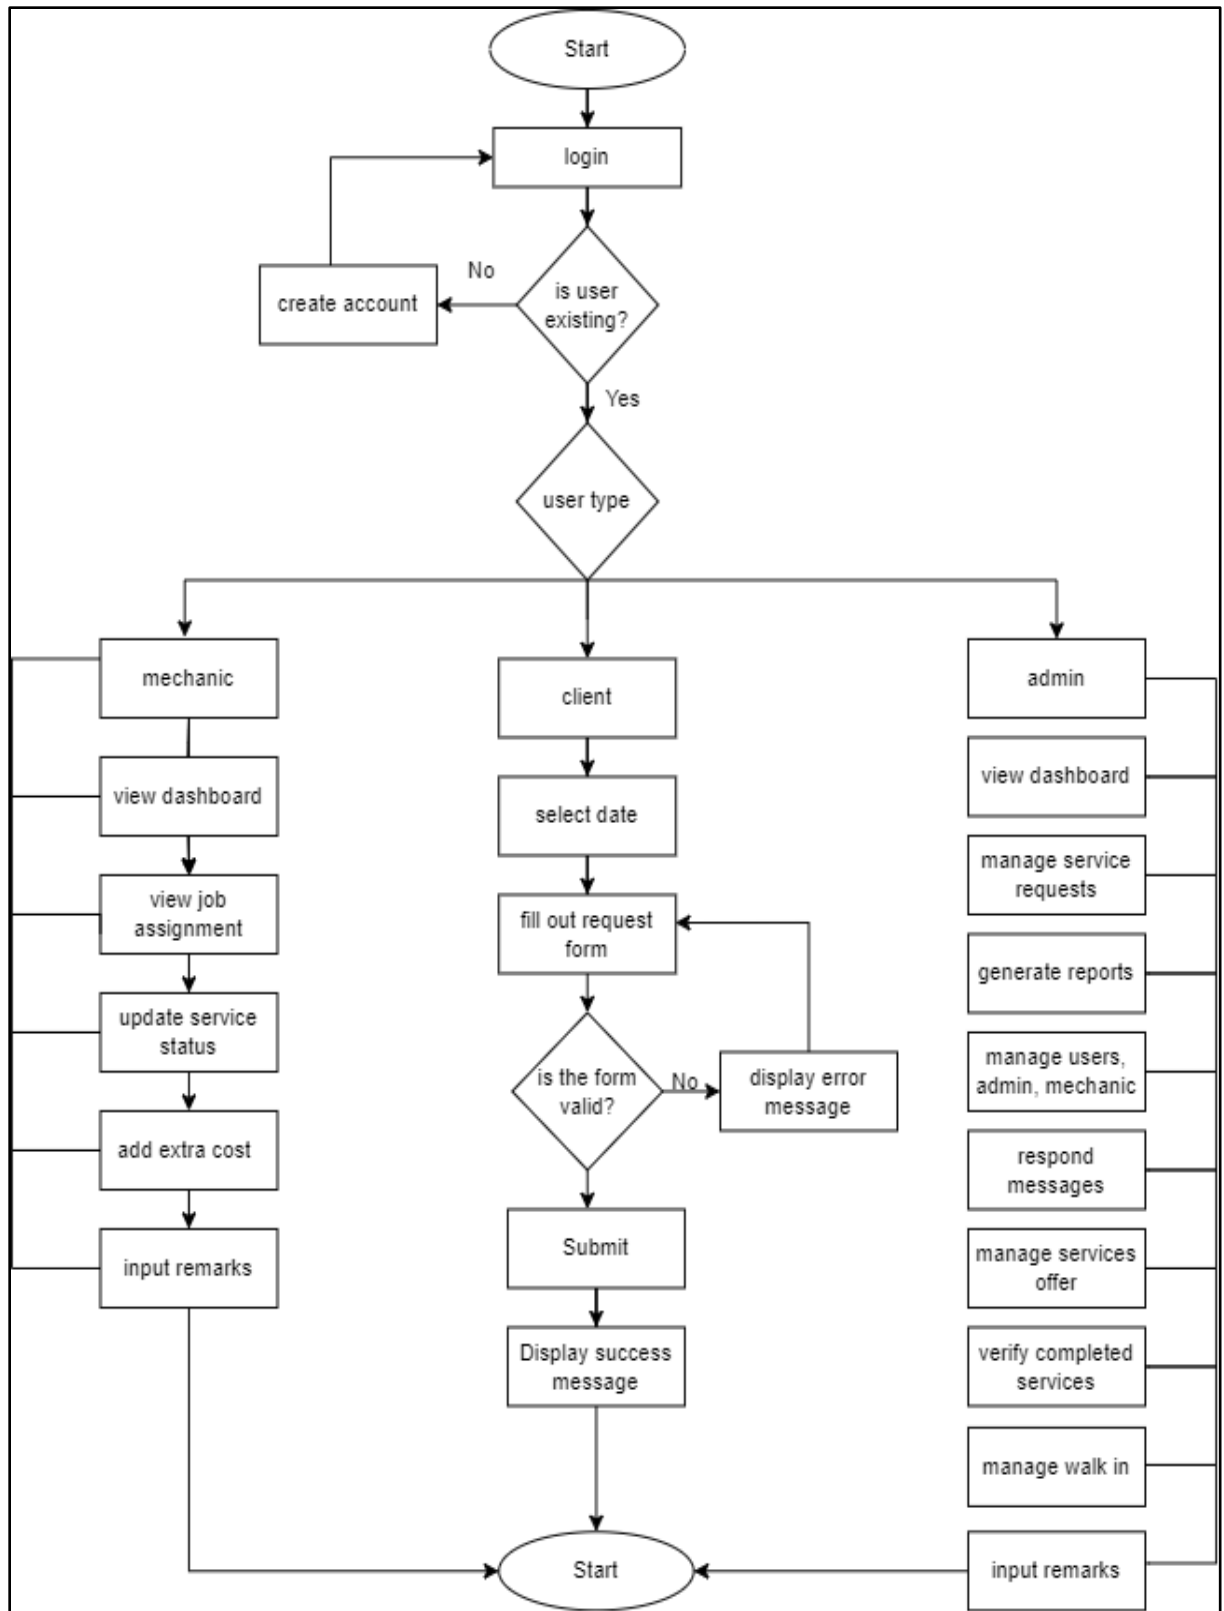 Start
login
No
create account
is user
existing?
Yes
user type
mechanic
view dashboard
view job
assignment
update service
status
add extra cost
input remarks
client
select date
fill out request
form
is the form
valid?
No
display error
message
Submit
Display success
message
Start
admin
view dashboard
manage service
requests
generate reports
manage users,
admin, mechanic
respond
messages
manage services
offer
verify completed
services
manage walk in
input remarks